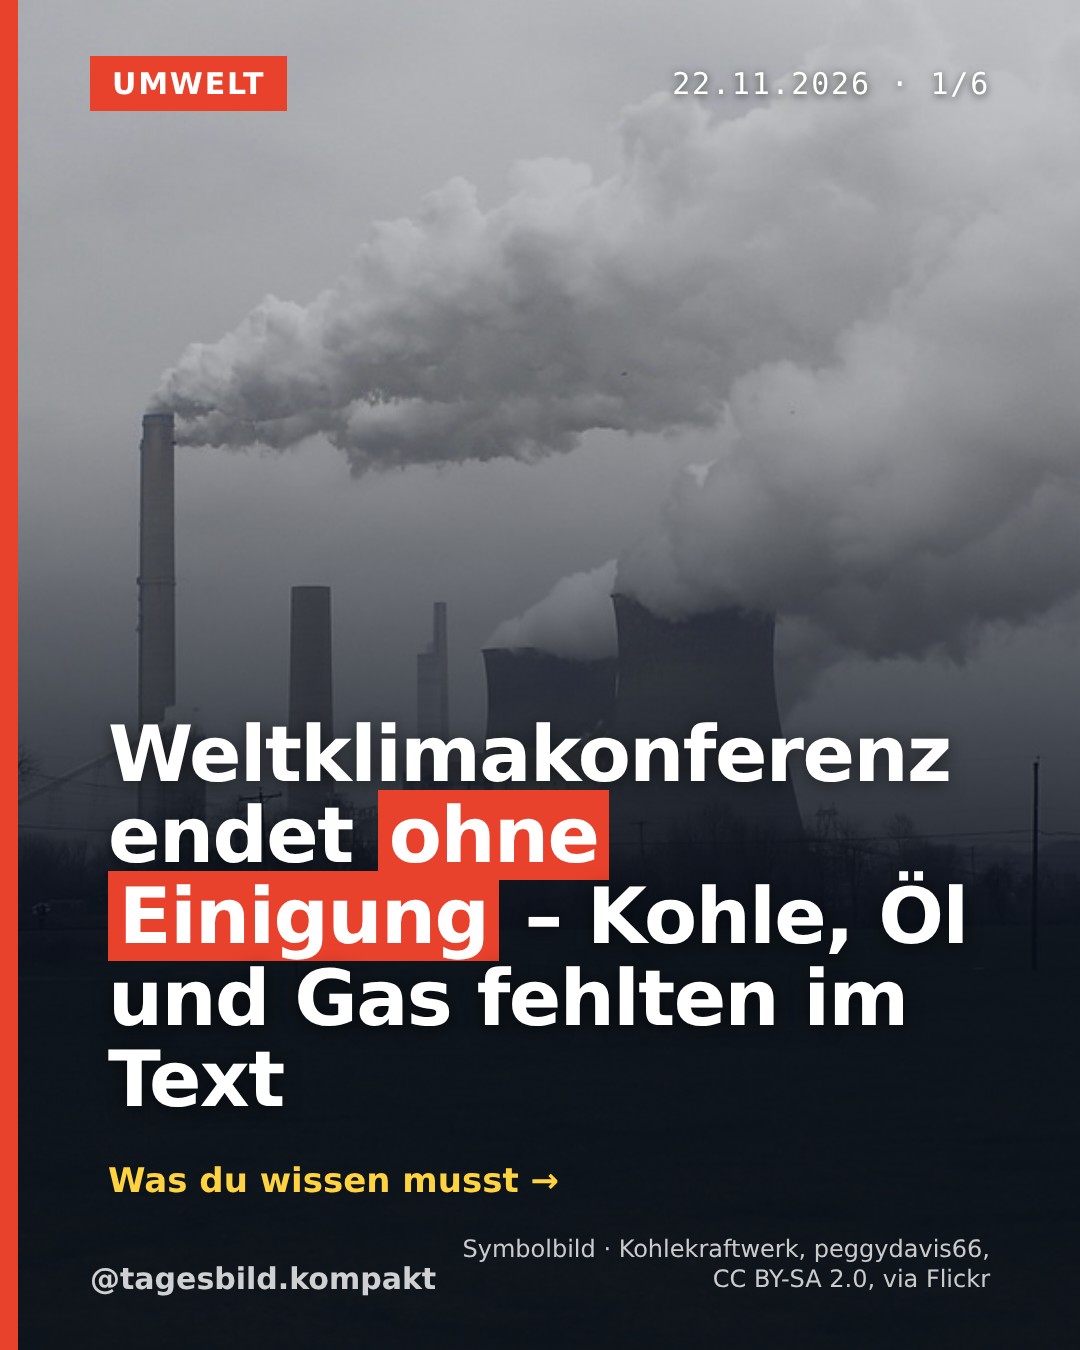 UMWELT
22.11.2026 · 1/6
Weltklimakonferenz
endet ohne
Einigung – Kohle, Öl
und Gas fehlten im
Text
Was du wissen musst →
Symbolbild · Kohlekraftwerk, peggydavis66,
CC BY-SA 2.0, via Flickr
@tagesbild.kompakt